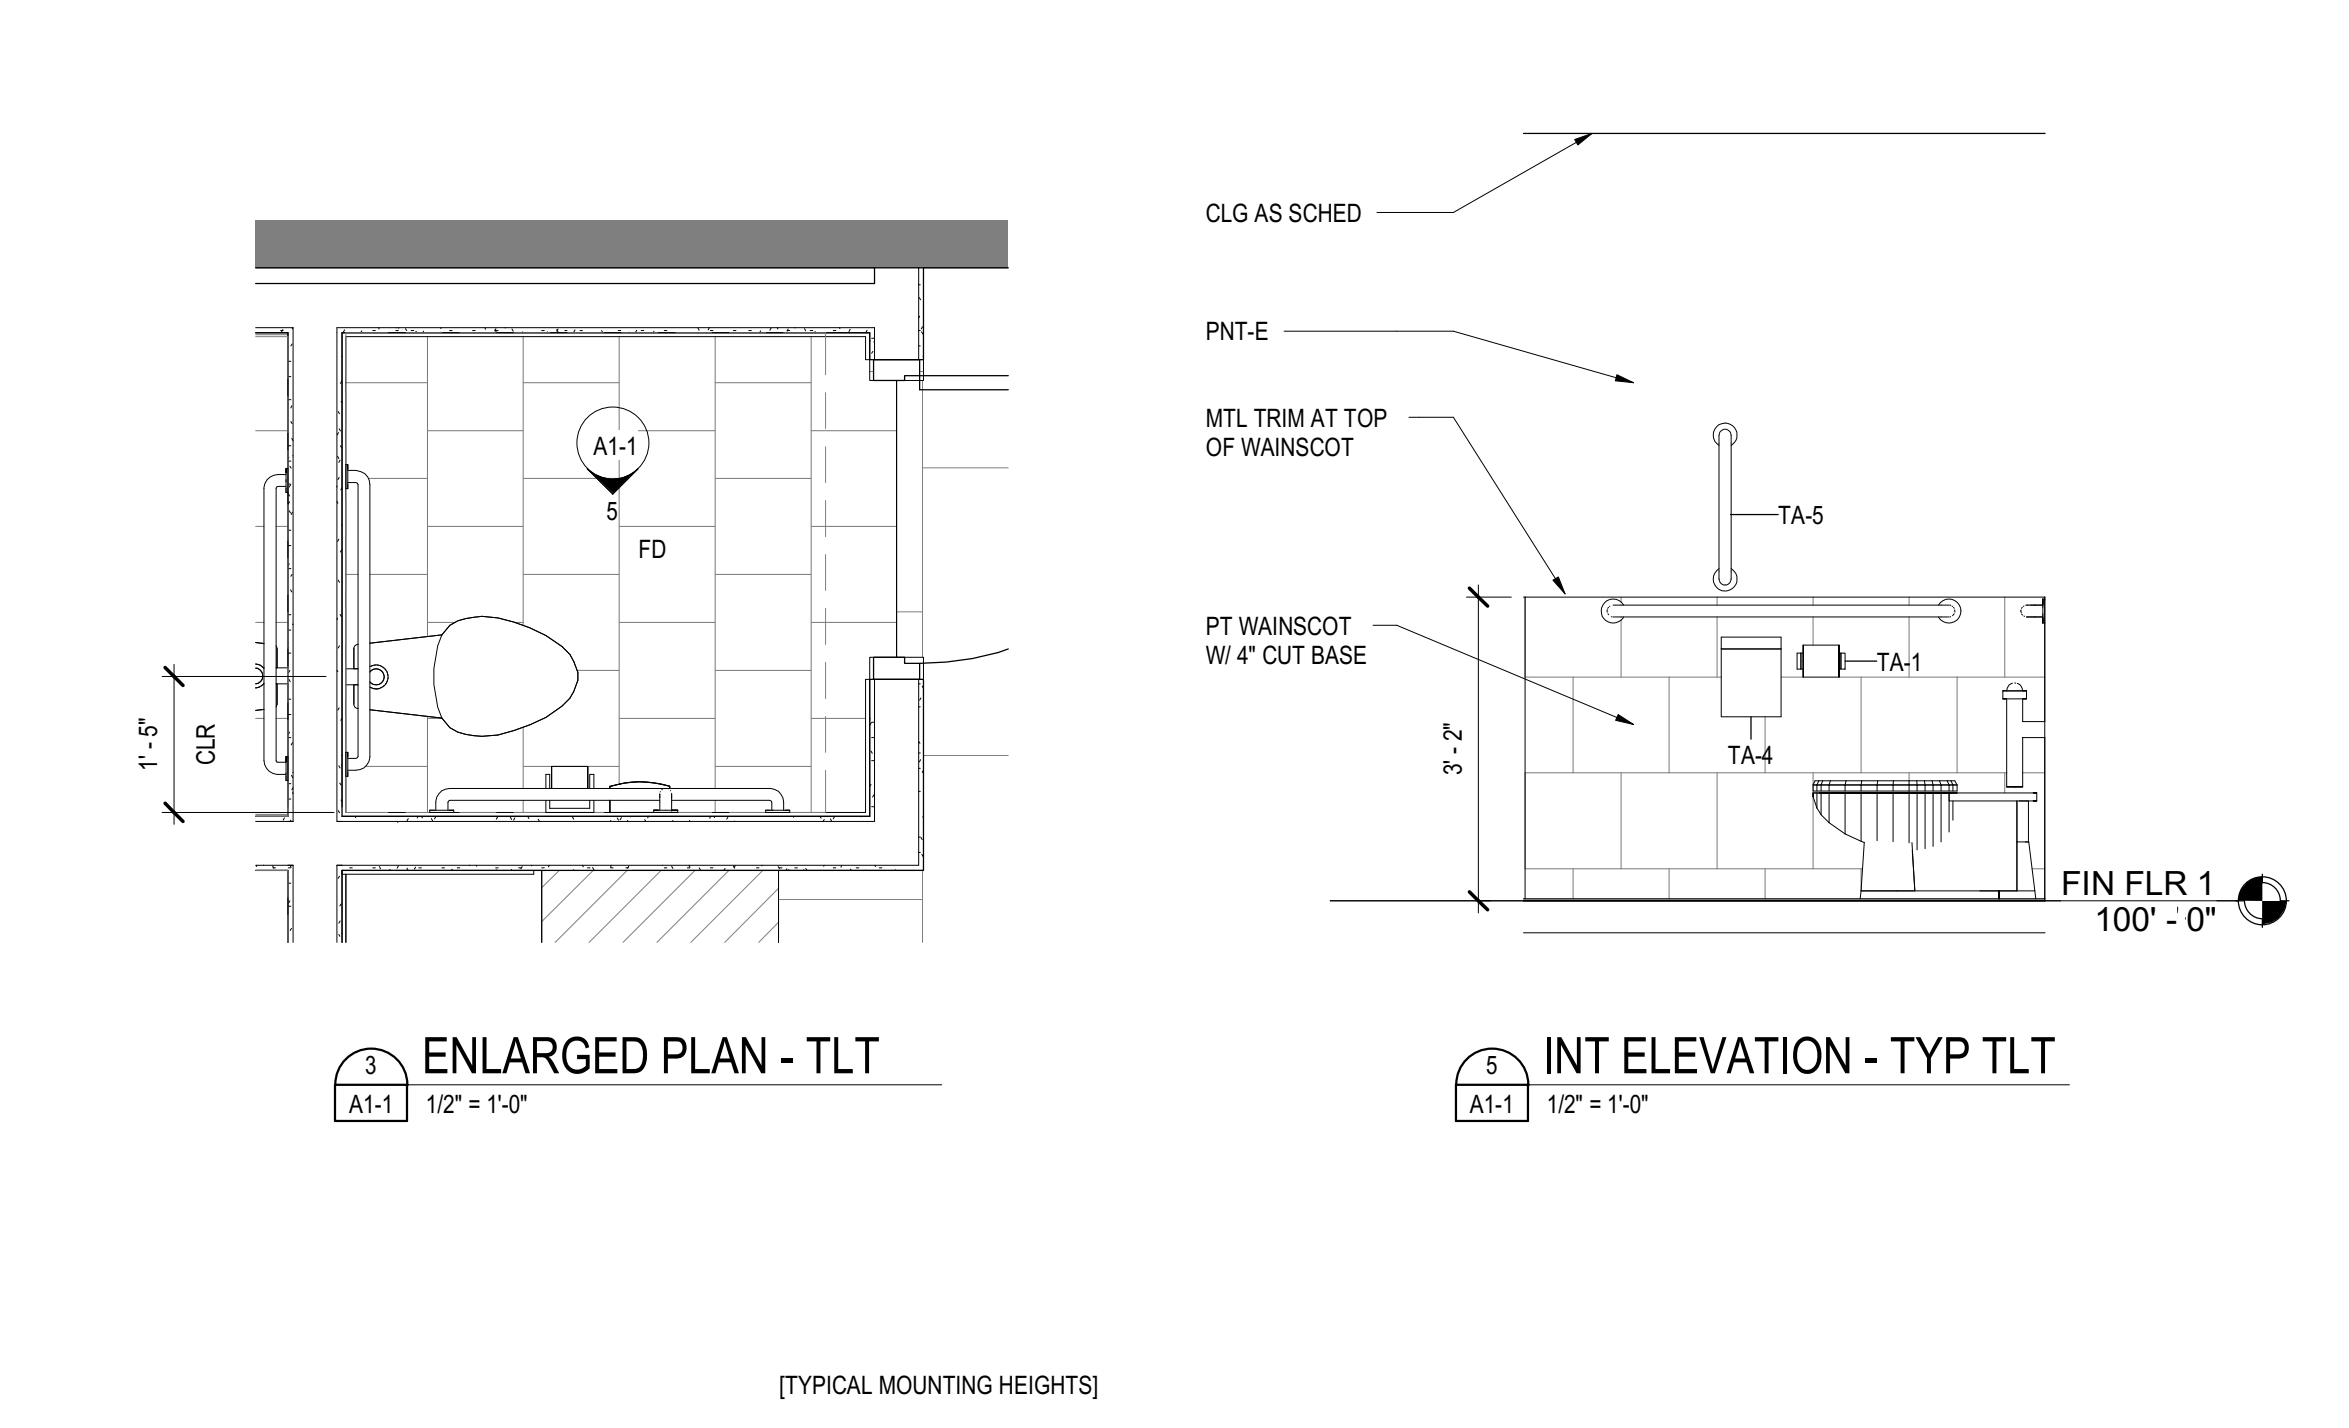 CLG AS SCHED
PNT-E
MTL TRIM AT TOP
OF WAINSCOT
PT WAINSCOT
W/ 4" CUT BASE
A1-1
5
FD
1' - 5"
CLR
TA-5
TA-1
TA-4
3' - 2"
FIN FLR 1
100' - 0"
3
A1-1
ENLARGED PLAN - TLT
1/2" = 1'-0"
5
A1-1
INT ELEVATION - TYP TLT
1/2" = 1'-0"
[TYPICAL MOUNTING HEIGHTS]